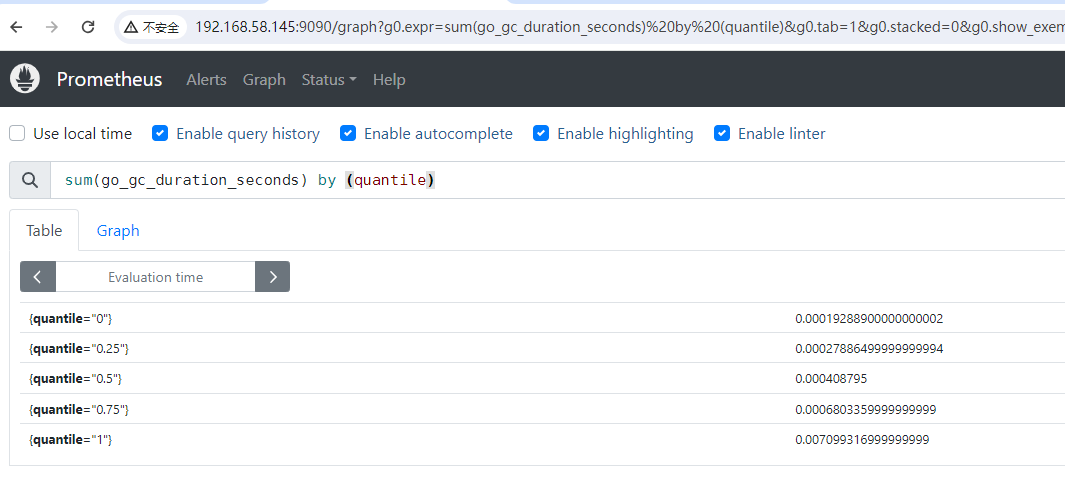 不安全 192.168.58.145:9090/graph?g0.expr=sum(go_gc_duration_seconds)%20by%20(quantile)&g0.tab=1&g0.stacked=0&g0.show_exem
Prometheus Alerts Graph Status Help
Use local time Enable query history Enable autocomplete Enable highlighting Enable linter
sum(go_gc_duration_seconds) by (quantile)
Table Graph
Evaluation time
{quantile="0"} 0.00019288900000000002
{quantile="0.25"} 0.00027886499999999994
{quantile="0.5"} 0.000408795
{quantile="0.75"} 0.0006803359999999999
{quantile="1"} 0.007099316999999999